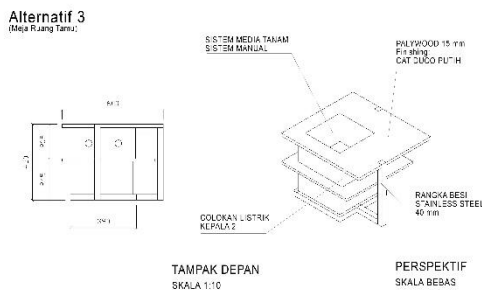 Alternatif 3
(Meja Ruang Tamu)
SISTEM MEDIA TANAM
SISTEM MANUAL
PALYWOOD 15 mm
Finishing:
CAT DUCO PUTIH
RANGKA BESI
STAINLESS STEEL
40 mm
COLOKAN LISTRIK
KEPALA 2
TAMPAK DEPAN
SKALA 1:10
PERSPEKTIF
SKALA BEBAS